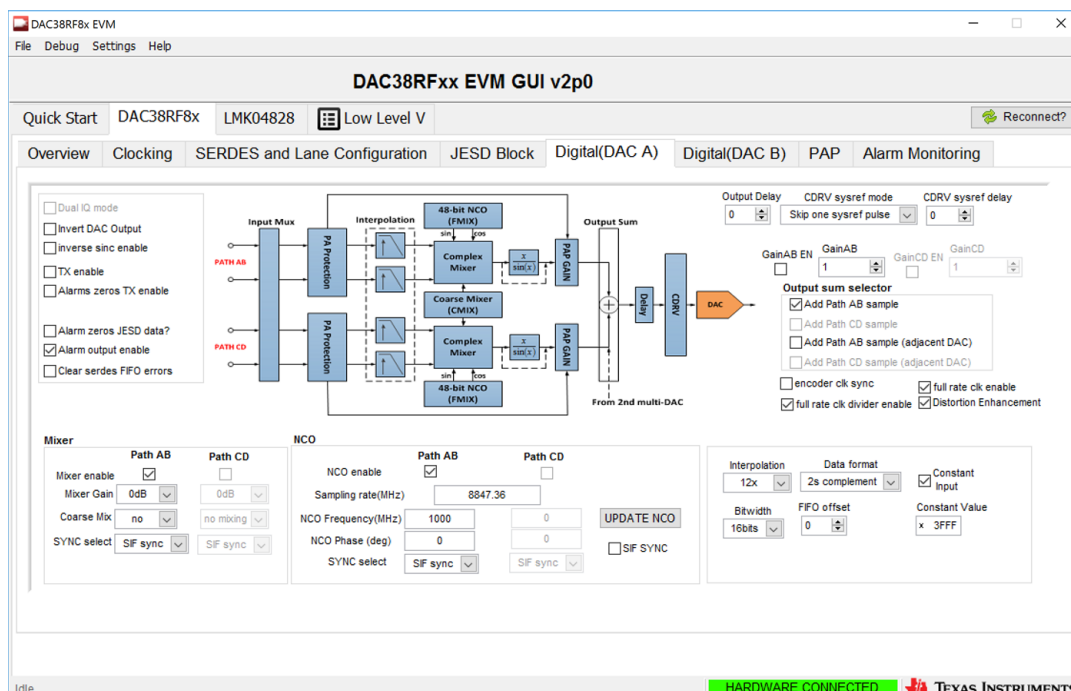 DAC38RF8x EVM
File Debug Settings Help
DAC38RFxx EVM GUI v2p0
Quick Start DAC38RF8x LMK04828 Low Level V Reconnect?
Overview Clocking SERDES and Lane Configuration JESD Block Digital(DAC A) Digital(DAC B) PAP Alarm Monitoring
Dual IQ mode
Invert DAC Output
inverse sinc enable
TX enable
Alarms zeros TX enable
Alarm zeros JESD data?
Alarm output enable
Clear serdes FIFO errors
Input Mux
PATH AB
PATH CD
PA Protection
PA Protection
Interpolation
48-bit NCO
(FMIX)
sin cos
Complex
Mixer
Coarse Mixer
(CMIX)
Complex
Mixer
sin cos
48-bit NCO
(FMIX)
x
sin(x)
x
sin(x)
PAP GAIN
PAP GAIN
Output Sum
From 2nd multi-DAC
Delay
CDRV
DAC
Output Delay CDRV sysref mode CDRV sysref delay
0 Skip one sysref pulse 0
GainAB EN GainAB GainCD EN GainCD
1 1
Output sum selector
Add Path AB sample
Add Path CD sample
Add Path AB sample (adjacent DAC)
Add Path CD sample (adjacent DAC)
encoder clk sync full rate clk enable
full rate clk divider enable Distortion Enhancement
Mixer
Path AB Path CD
Mixer enable
Mixer Gain 0dB 0dB
Coarse Mix no no mixing
SYNC select SIF sync SIF sync
NCO
Path AB Path CD
NCO enable
Sampling rate(MHz) 8847.36
NCO Frequency(MHz) 1000 0 UPDATE NCO
NCO Phase (deg) 0 0
SIF SYNC
SYNC select SIF sync SIF sync
Interpolation Data format
12x 2s complement Constant
Input
Bitwidth FIFO offset Constant Value
16bits 0 x 3FFF
Idle HARDWARE CONNECTED TEXAS INSTRUMENTS